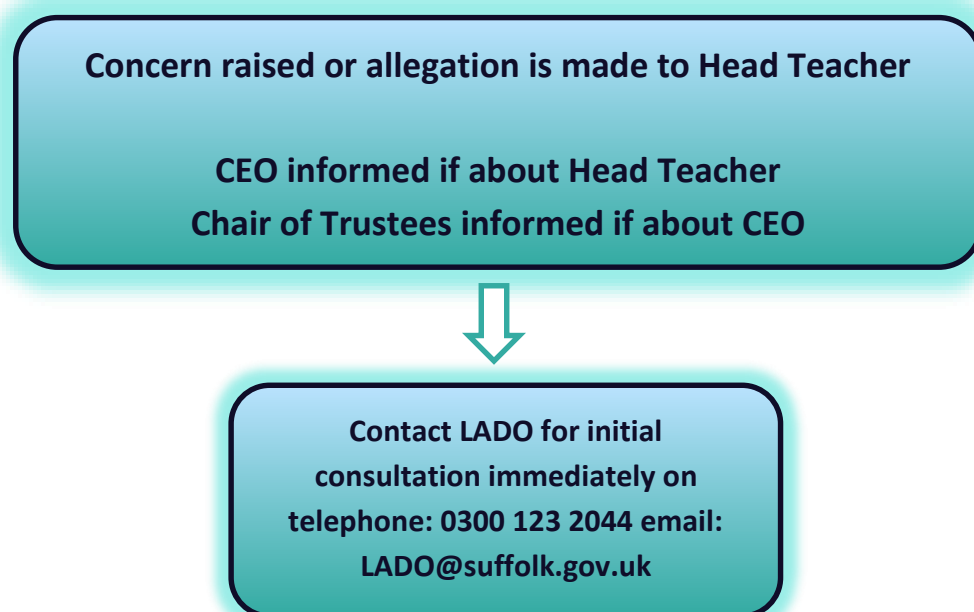 Concern raised or allegation is made to Head Teacher
CEO informed if about Head Teacher
Chair of Trustees informed if about CEO
Contact LADO for initial
consultation immediately on
telephone: 0300 123 2044 email:
LADO@suffolk.gov.uk